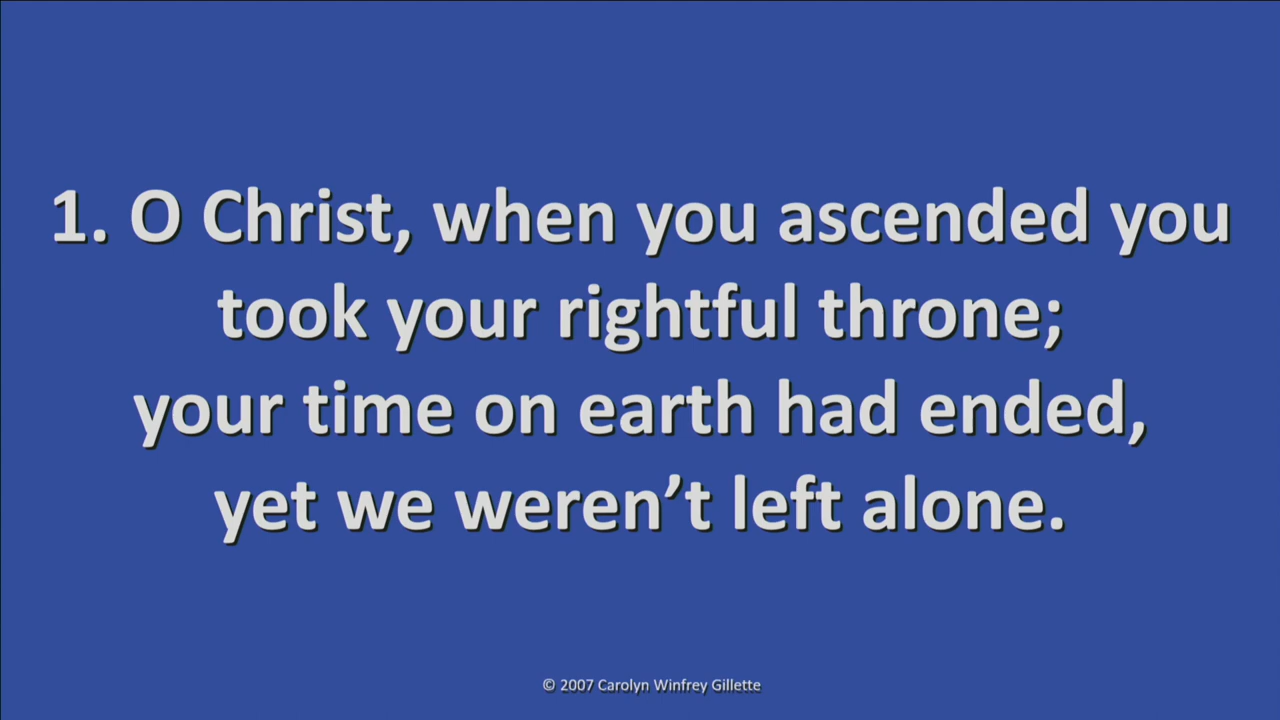 1. O Christ, when you ascended you
took your rightful throne;
your time on earth had ended,
yet we weren’t left alone.
© 2007 Carolyn Winfrey Gillette